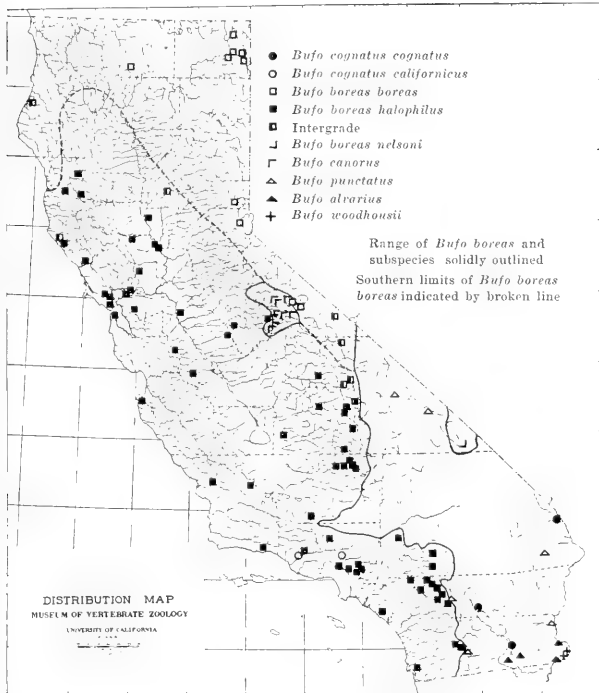 Bufo cognatus cognatus
Bufo cognatus californicus
Bufo boreas boreas
Bufo boreas halophilus
Intergrade
Bufo boreas nelsoni
Bufo canorus
Bufo punctatus
Bufo alvarius
Bufo woodhousii
Range of Bufo boreas and
subspecies solidly outlined
Southern limits of Bufo boreas
boreas indicated by broken line
DISTRIBUTION MAP
MUSEUM OF VERTEBRATE ZOOLOGY
UNIVERSITY OF CALIFORNIA